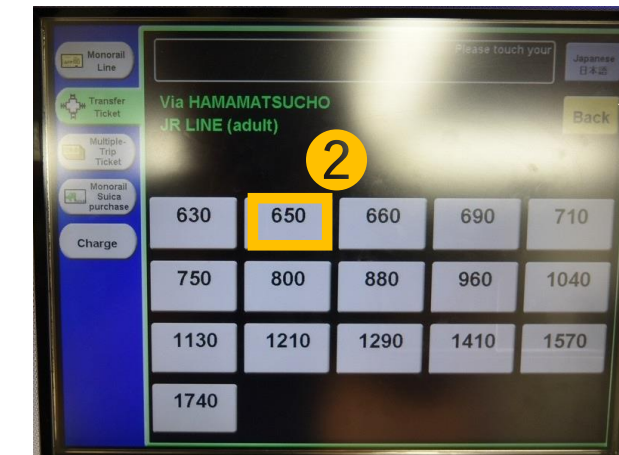 Monorail
Line
Transfer
Ticket
Multiple-
Trip
Ticket
Monorail
Suica
purchase
Charge
Please touch your
Japanese
日本語
Via HAMAMATSUCHO
JR LINE (adult)
Back
2
630 650 660 690 710
750 800 880 960 1040
1130 1210 1290 1410 1570
1740